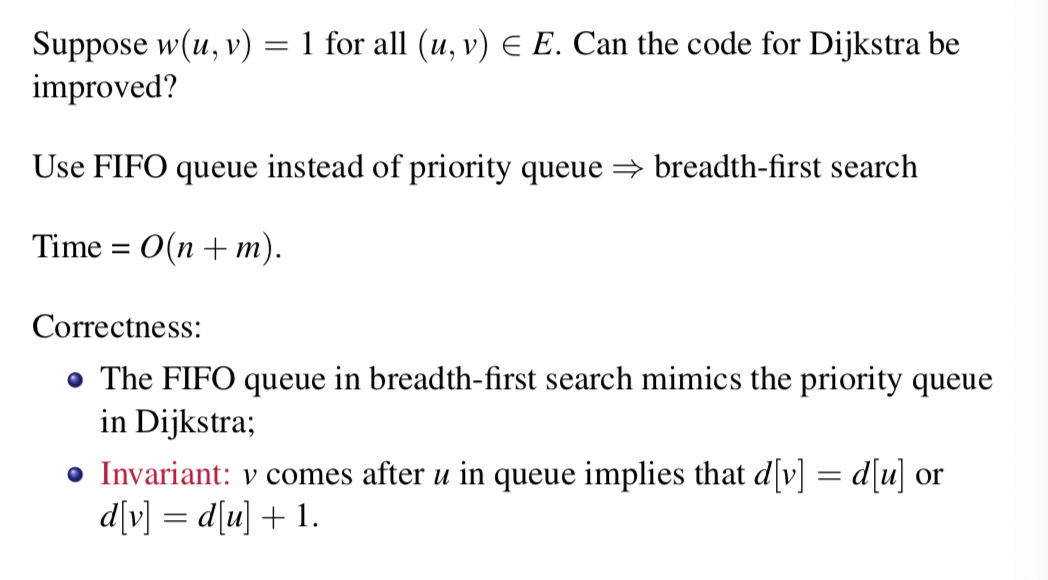 Suppose w(u, v) = 1 for all (u, v) ∈ E. Can the code for Dijkstra be
improved?
Use FIFO queue instead of priority queue ⇒ breadth-first search
Time = O(n + m).
Correctness:
The FIFO queue in breadth-first search mimics the priority queue
in Dijkstra;
Invariant: v comes after u in queue implies that d[v] = d[u] or
d[v] = d[u] + 1.